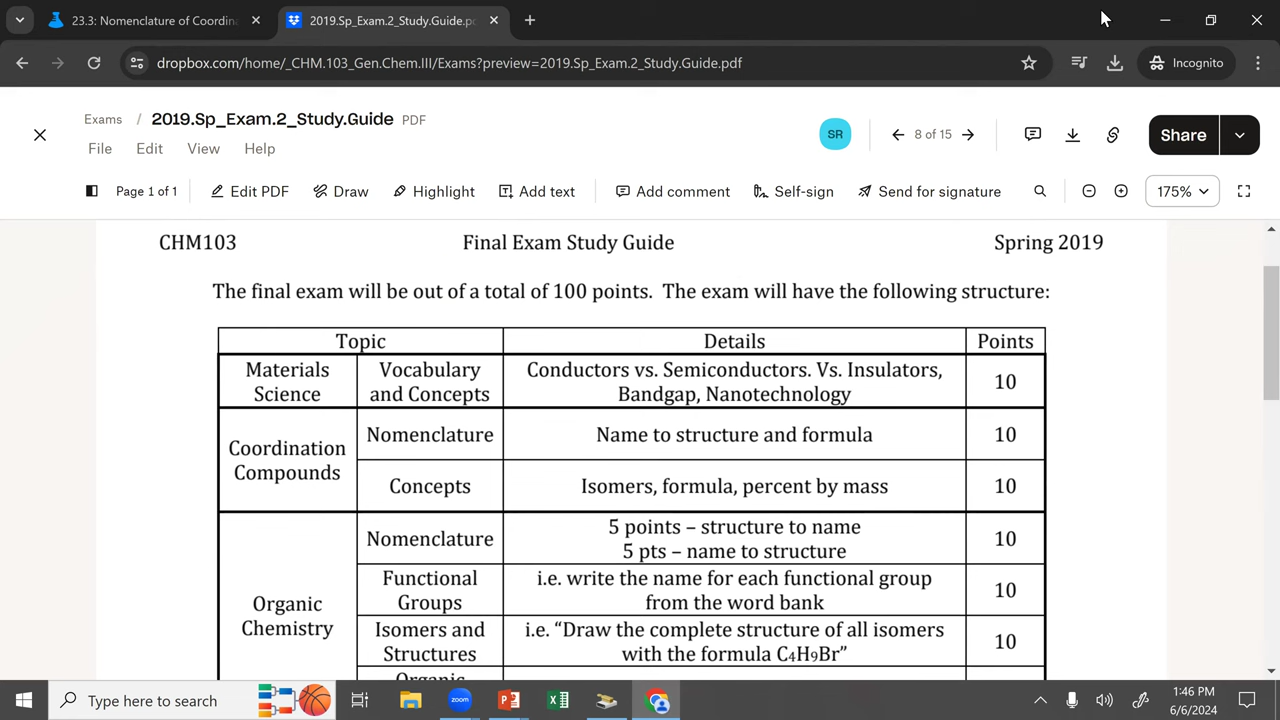 23.3: Nomenclature of Coordina
2019.Sp_Exam.2_Study.Guide.p
dropbox.com/home/_CHM.103_Gen.Chem.III/Exams?preview=2019.Sp_Exam.2_Study.Guide.pdf
Incognito
Exams / 2019.Sp_Exam.2_Study.Guide PDF
File Edit View Help
SR
8 of 15
Share
Page 1 of 1
Edit PDF
Draw
Highlight
Add text
Add comment
Self-sign
Send for signature
175%
CHM103 Final Exam Study Guide Spring 2019
The final exam will be out of a total of 100 points. The exam will have the following structure:
Topic Details Points
Materials
Science
Vocabulary
and Concepts
Conductors vs. Semiconductors. Vs. Insulators,
Bandgap, Nanotechnology
10
Coordination
Compounds
Nomenclature
Name to structure and formula
10
Concepts
Isomers, formula, percent by mass
10
Organic
Chemistry
Nomenclature
5 points – structure to name
5 pts – name to structure
10
Functional
Groups
i.e. write the name for each functional group
from the word bank
10
Isomers and
Structures
i.e. “Draw the complete structure of all isomers
with the formula C₄H₉Br”
10
Organic
Type here to search
zoom
1:46 PM
6/6/2024